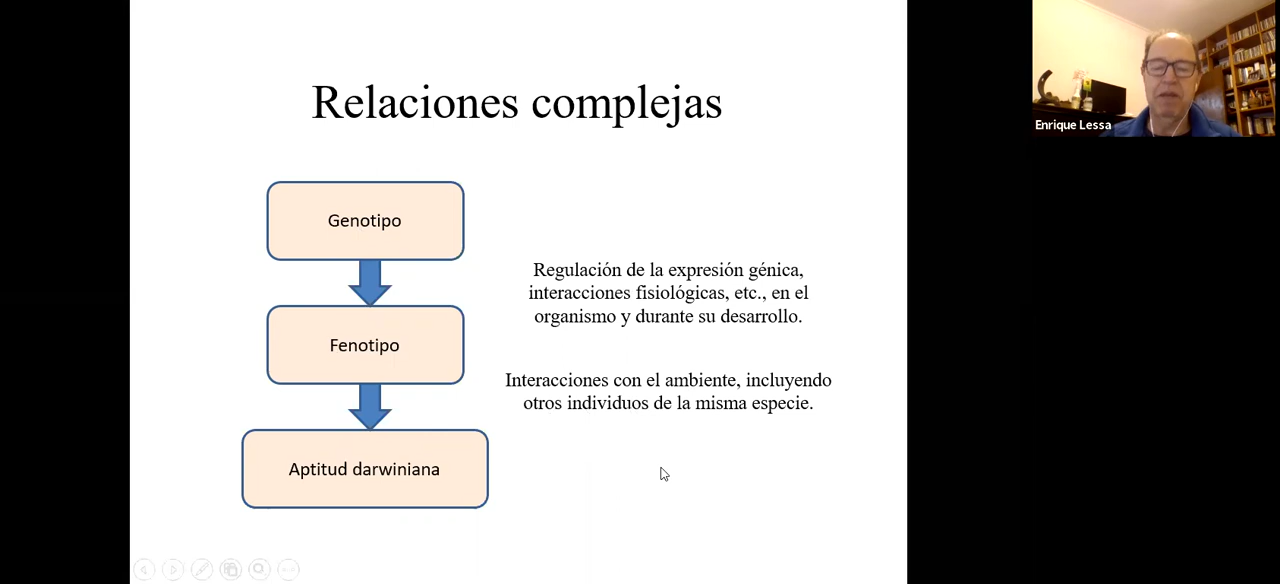 Relaciones complejas
Genotipo
Regulación de la expresión génica,
interacciones fisiológicas, etc., en el
organismo y durante su desarrollo.
Fenotipo
Interacciones con el ambiente, incluyendo
otros individuos de la misma especie.
Aptitud darwiniana
Enrique Lessa